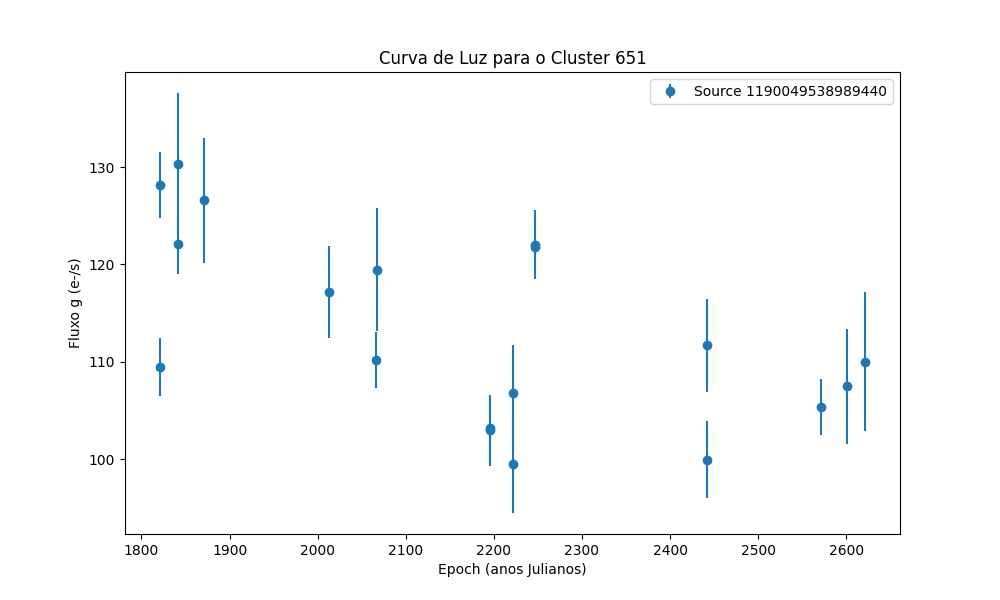 Curva de Luz para o Cluster 651
Source 1190049538989440
Fluxo g (e-/s)
130
120
110
100
1800 1900 2000 2100 2200 2300 2400 2500 2600
Epoch (anos Julianos)